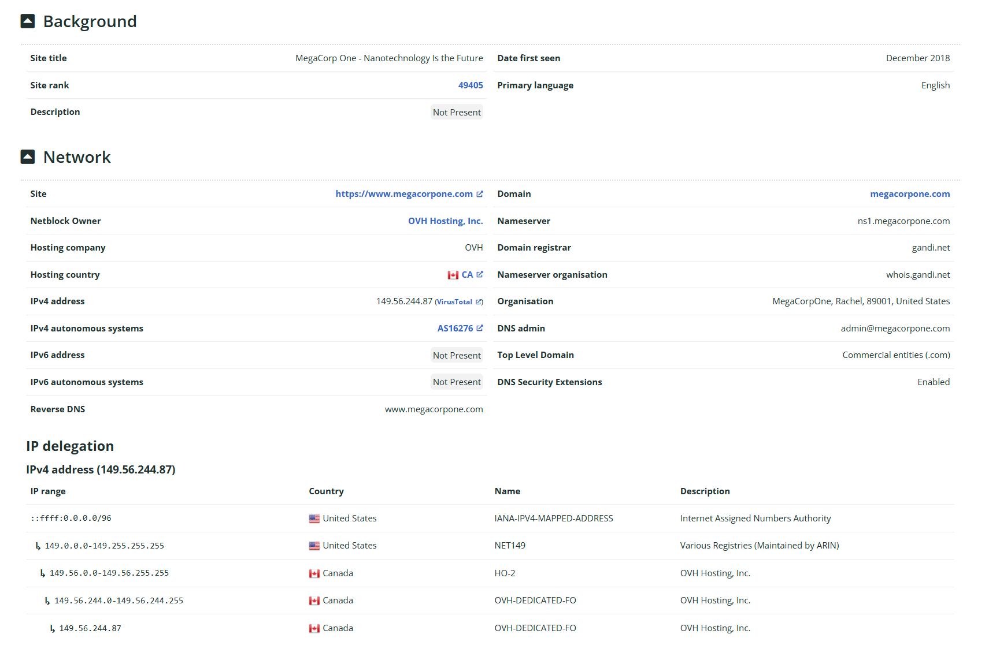 Background
Site title MegaCorp One - Nanotechnology Is the Future Date first seen December 2018
Site rank 49405 Primary language English
Description Not Present
Network
Site https://www.megacorpone.com Domain megacorpone.com
Netblock Owner OVH Hosting, Inc. Nameserver ns1.megacorpone.com
Hosting company OVH Domain registrar gandi.net
Hosting country CA Nameserver organisation whois.gandi.net
IPv4 address 149.56.244.87 (VirusTotal) Organisation MegaCorpOne, Rachel, 89001, United States
IPv4 autonomous systems AS16276 DNS admin admin@megacorpone.com
IPv6 address Not Present Top Level Domain Commercial entities (.com)
IPv6 autonomous systems Not Present DNS Security Extensions Enabled
Reverse DNS www.megacorpone.com
IP delegation
IPv4 address (149.56.244.87)
IP range Country Name Description
::ffff:0.0.0.0/96 United States IANA-IPV4-MAPPED-ADDRESS Internet Assigned Numbers Authority
↳ 149.0.0.0-149.255.255.255 United States NET149 Various Registries (Maintained by ARIN)
↳ 149.56.0.0-149.56.255.255 Canada HO-2 OVH Hosting, Inc.
↳ 149.56.244.0-149.56.244.255 Canada OVH-DEDICATED-FO OVH Hosting, Inc.
↳ 149.56.244.87 Canada OVH-DEDICATED-FO OVH Hosting, Inc.